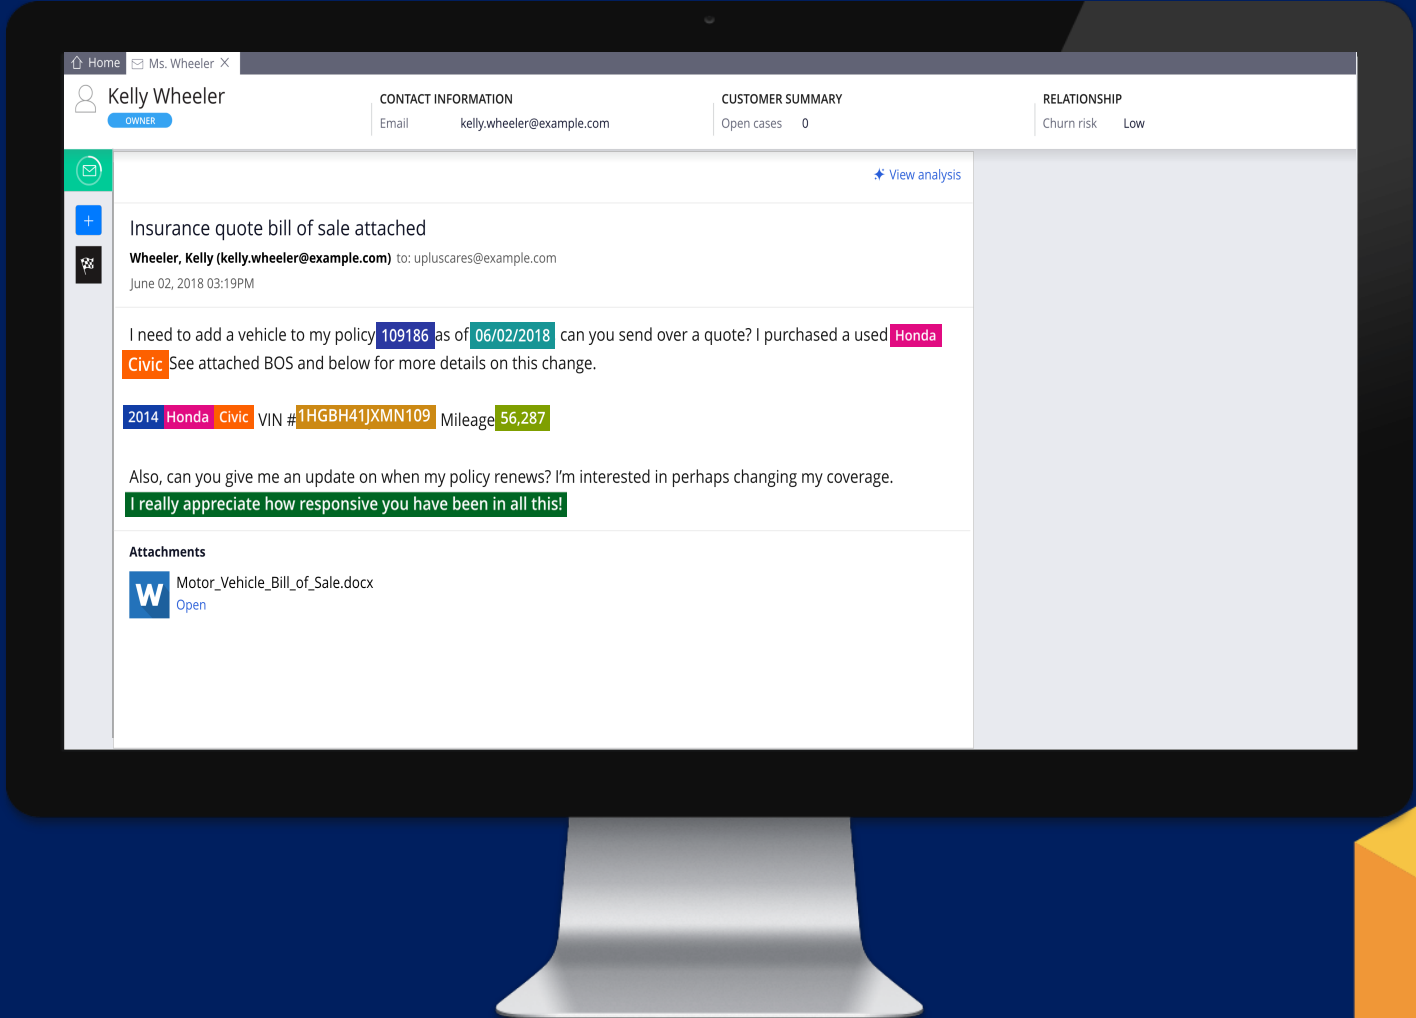 Home Ms. Wheeler X
Kelly Wheeler
OWNER
CONTACT INFORMATION
Email kelly.wheeler@example.com
CUSTOMER SUMMARY
Open cases 0
RELATIONSHIP
Churn risk Low
View analysis
Insurance quote bill of sale attached
Wheeler, Kelly (kelly.wheeler@example.com) to: upluscares@example.com
June 02, 2018 03:19PM
I need to add a vehicle to my policy 109186 as of 06/02/2018 can you send over a quote? I purchased a used Honda
Civic See attached BOS and below for more details on this change.
2014 Honda Civic VIN #1HGBH41JXMN109 Mileage 56,287
Also, can you give me an update on when my policy renews? I'm interested in perhaps changing my coverage.
I really appreciate how responsive you have been in all this!
Attachments
W
Motor_Vehicle_Bill_of_Sale.docx
Open